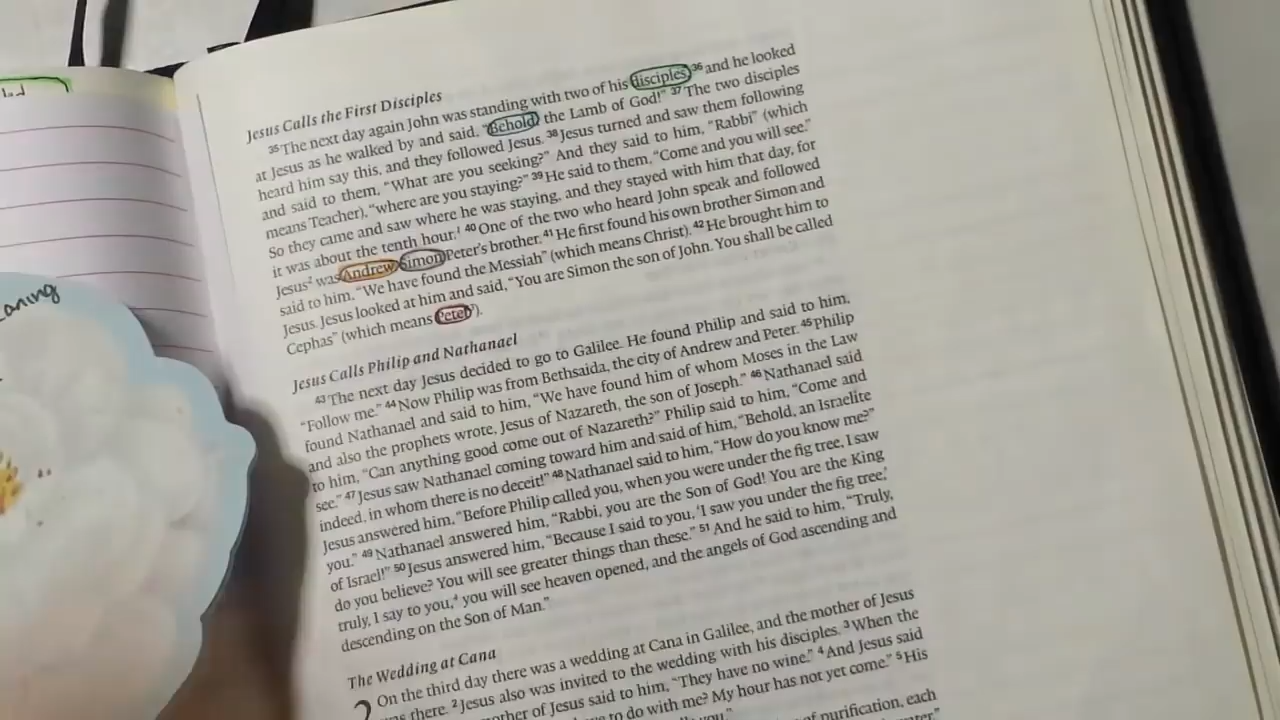 Jesus Calls the First Disciples
35 The next day again John was standing with two of his disciples, 36 and he looked
at Jesus as he walked by and said, “Behold, the Lamb of God!” 37 The two disciples
heard him say this, and they followed Jesus. 38 Jesus turned and saw them following
and said to them, “What are you seeking?” And they said to him, “Rabbi” (which
means Teacher), “where are you staying?” 39 He said to them, “Come and you will see.”
So they came and saw where he was staying, and they stayed with him that day, for
it was about the tenth hour.1 40 One of the two who heard John speak and followed
Jesus2 was Andrew, Simon Peter’s brother. 41 He first found his own brother Simon and
said to him, “We have found the Messiah” (which means Christ). 42 He brought him to
Jesus. Jesus looked at him and said, “You are Simon the son of John. You shall be called
Cephas” (which means Peter3).
Jesus Calls Philip and Nathanael
43 The next day Jesus decided to go to Galilee. He found Philip and said to him,
“Follow me.” 44 Now Philip was from Bethsaida, the city of Andrew and Peter. 45 Philip
found Nathanael and said to him, “We have found him of whom Moses in the Law
and also the prophets wrote, Jesus of Nazareth, the son of Joseph.” 46 Nathanael said
to him, “Can anything good come out of Nazareth?” Philip said to him, “Come and
see.” 47 Jesus saw Nathanael coming toward him and said of him, “Behold, an Israelite
indeed, in whom there is no deceit!” 48 Nathanael said to him, “How do you know me?”
Jesus answered him, “Before Philip called you, when you were under the fig tree, I saw
you.” 49 Nathanael answered him, “Rabbi, you are the Son of God! You are the King
of Israel!” 50 Jesus answered him, “Because I said to you, ‘I saw you under the fig tree,’
do you believe? You will see greater things than these.” 51 And he said to him, “Truly,
truly, I say to you,4 you will see heaven opened, and the angels of God ascending and
descending on the Son of Man.”
The Wedding at Cana
2 On the third day there was a wedding at Cana in Galilee, and the mother of Jesus
was there. 2 Jesus also was invited to the wedding with his disciples. 3 When the
mother of Jesus said to him, “They have no wine.” 4 And Jesus said
to do with me? My hour has not yet come.” 5 His
you.”
of purification, each